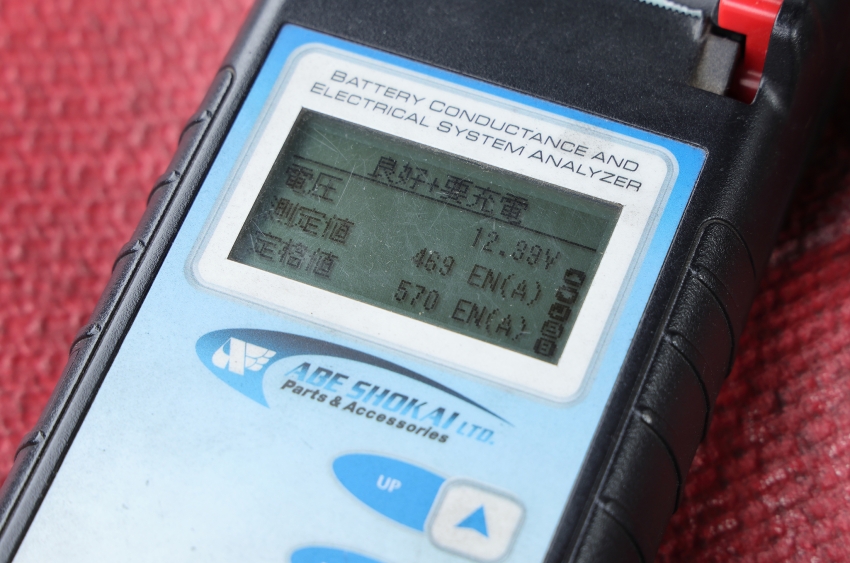 BATTERY CONDUCTANCE AND
ELECTRICAL SYSTEM ANALYZER
良好+要充電
電圧 12.39V
測定値 469 EN(A)
定格値 570 EN(A)
ABE SHOKAI LTD.
Parts & Accessories
UP